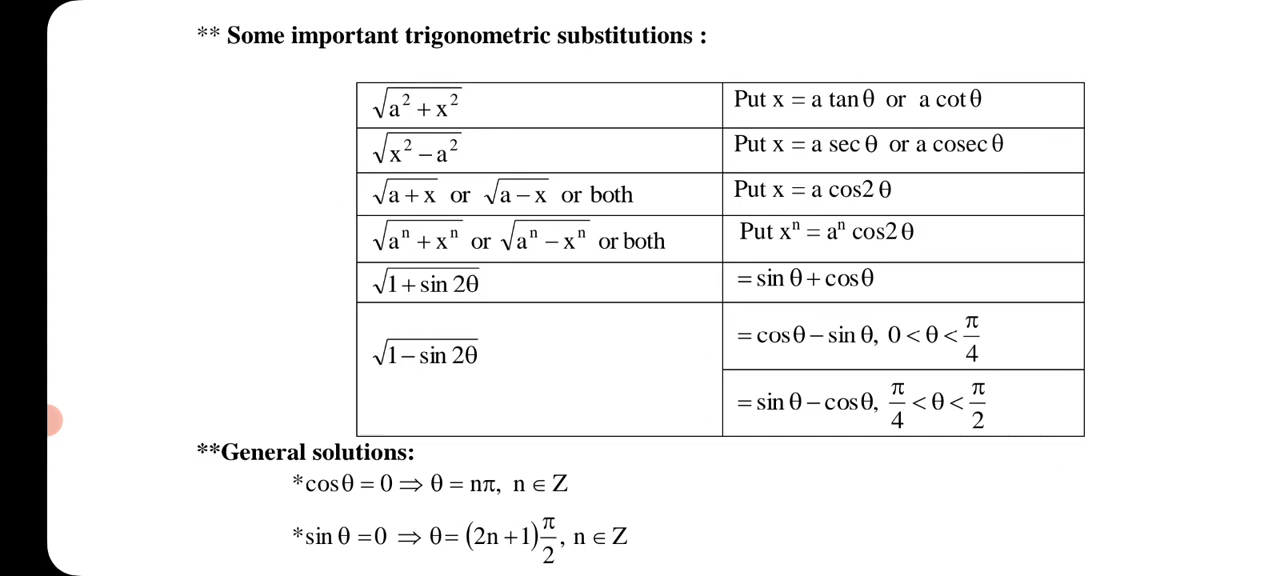 ** Some important trigonometric substitutions :
√(a² + x²) Put x = a tan θ or a cot θ
√(x² − a²) Put x = a sec θ or a cosec θ
√(a + x) or √(a − x) or both Put x = a cos2 θ
√(aⁿ + xⁿ) or √(aⁿ − xⁿ) or both Put xⁿ = aⁿ cos2 θ
√(1 + sin 2θ) = sin θ + cos θ
√(1 − sin 2θ) = cos θ − sin θ, 0 < θ < π/4
= sin θ − cos θ, π/4 < θ < π/2
**General solutions:
*cos θ = 0 ⇒ θ = nπ, n ∈ Z
*sin θ = 0 ⇒ θ = (2n + 1) π/2, n ∈ Z